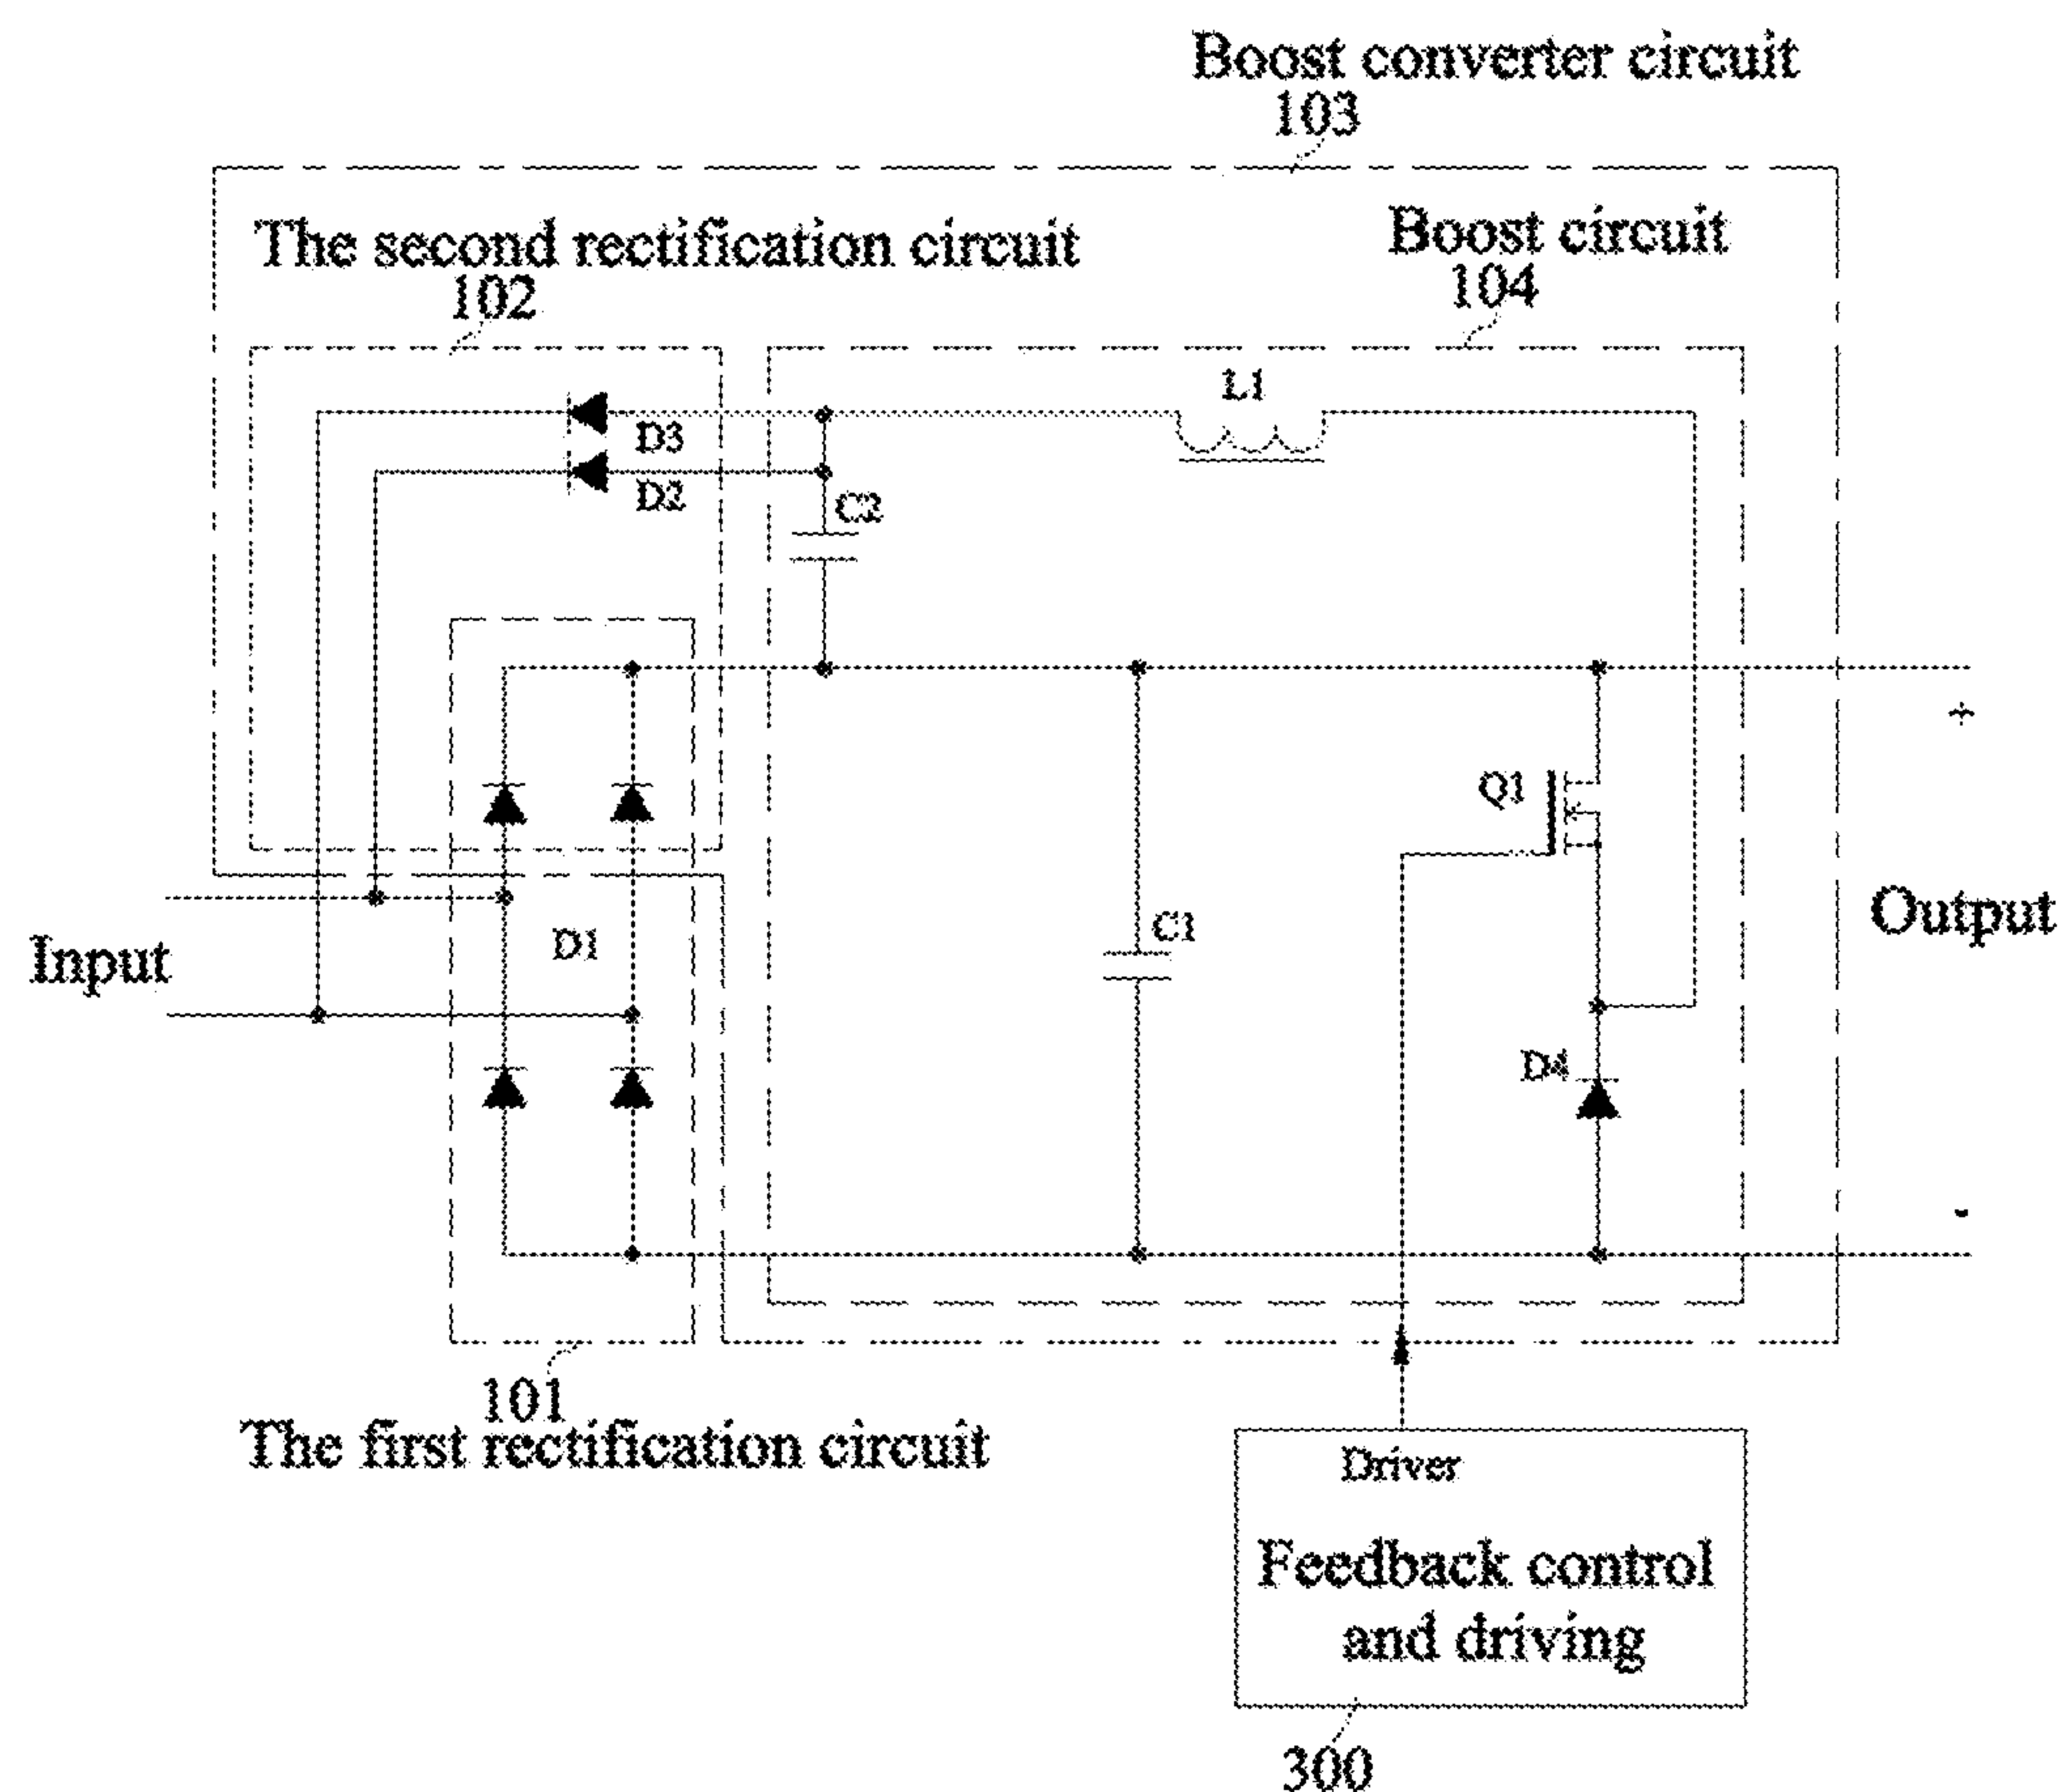 Boost converter circuit
103
The second rectification circuit
102
Boost circuit
104
L1
D3
D2
C2
+
Q1
Input
D1
C1
Output
D4
-
101
The first rectification circuit
Driver
Feedback control
and driving
300